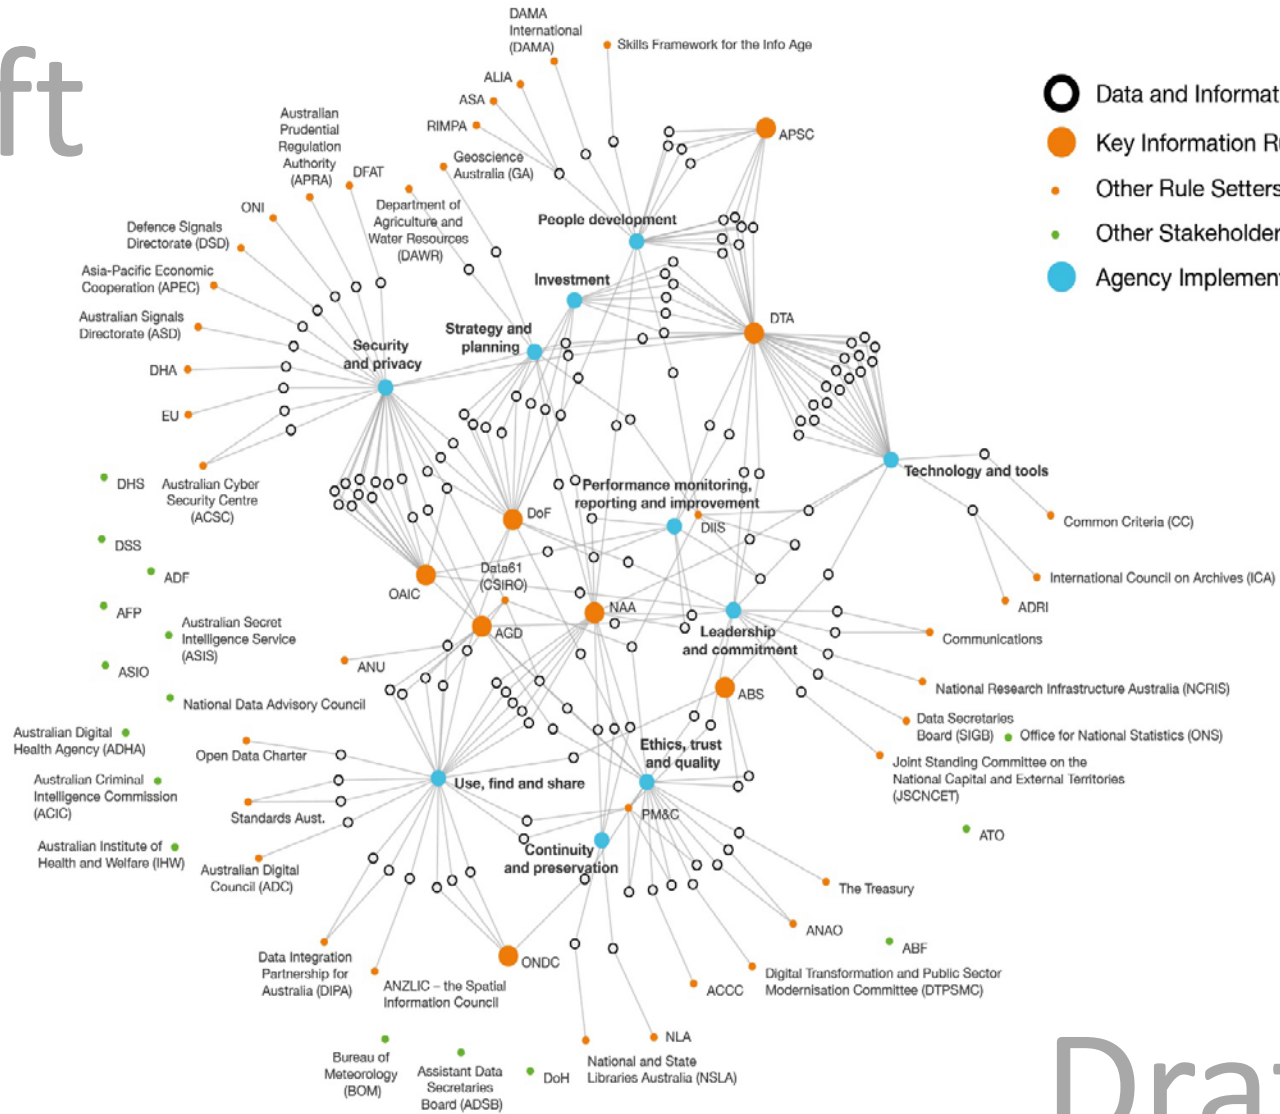 ft
DAMA
International
(DAMA)
Skills Framework for the Info Age
ALIA
ASA
RIMPA
APSC
Geoscience
Australia (GA)
Australian
Prudential
Regulation
Authority
(APRA)
DFAT
Department of
Agriculture and
Water Resources
(DAWR)
ONI
Defence Signals
Directorate (DSD)
Asia-Pacific Economic
Cooperation (APEC)
Australian Signals
Directorate (ASD)
DHA
EU
Australian Cyber
Security Centre
(ACSC)
Data and Informat
Key Information Ru
Other Rule Setters
Other Stakeholder
Agency Implement
People development
Investment
Strategy and
planning
Security
and privacy
DTA
Technology and tools
Performance monitoring,
reporting and improvement
DIIS
DoF
OAIC
Data61
(CSIRO)
AGD
NAA
Leadership
and commitment
ABS
Common Criteria (CC)
International Council on Archives (ICA)
ADRI
Communications
National Research Infrastructure Australia (NCRIS)
Data Secretaries
Board (SIGB)
Office for National Statistics (ONS)
Joint Standing Committee on the
National Capital and External Territories
(JSCNCET)
ATO
DHS
DSS
ADF
AFP
Australian Secret
Intelligence Service
(ASIS)
ASIO
National Data Advisory Council
Australian Digital
Health Agency (ADHA)
Australian Criminal
Intelligence Commission
(ACIC)
Australian Institute of
Health and Welfare (IHW)
ANU
Open Data Charter
Standards Aust.
Australian Digital
Council (ADC)
Use, find and share
Ethics, trust
and quality
PM&C
Continuity
and preservation
The Treasury
ANAO
ABF
Digital Transformation and Public Sector
Modernisation Committee (DTPSMC)
ACCC
NLA
National and State
Libraries Australia (NSLA)
ONDC
Data Integration
Partnership for
Australia (DIPA)
ANZLIC – the Spatial
Information Council
Bureau of
Meteorology
(BOM)
Assistant Data
Secretaries
Board (ADSB)
DoH
Draf